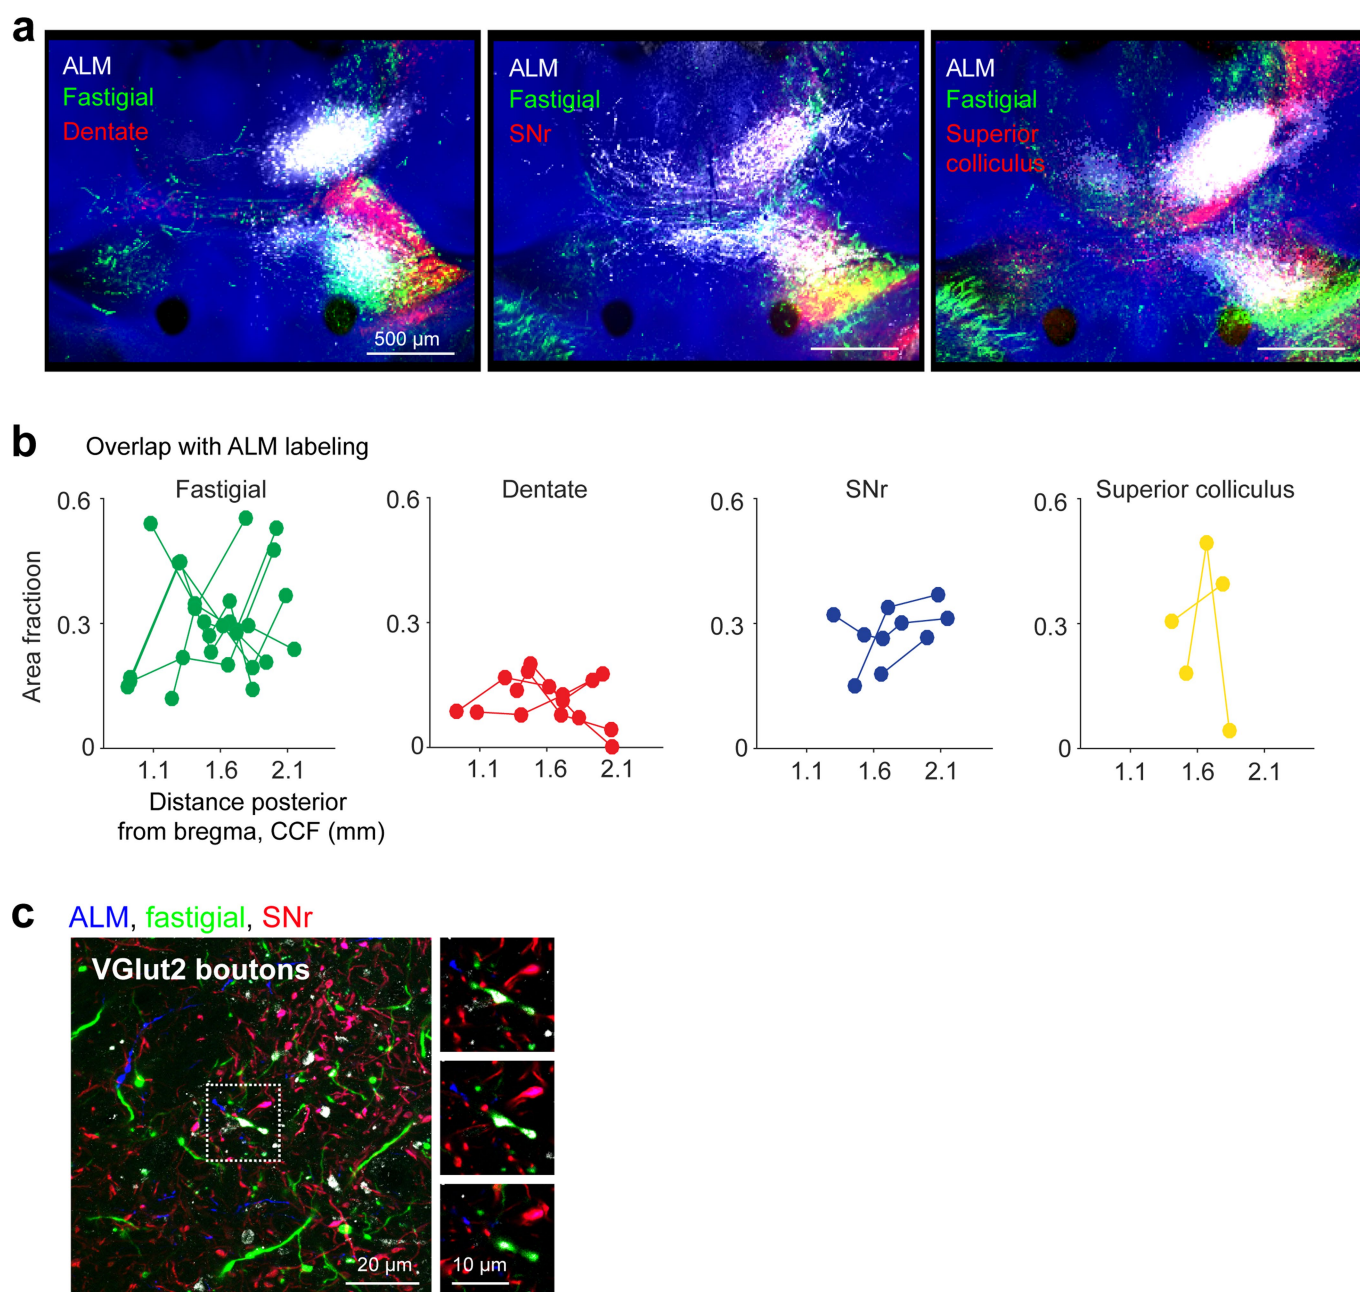 a
ALM
Fastigial
Dentate
500 µm
ALM
Fastigial
SNr
ALM
Fastigial
Superior
colliculus
b
Overlap with ALM labeling
Fastigial
Dentate
SNr
Superior colliculus
Area fractioon
0.6
0.3
0
1.1 1.6 2.1
0.6
0.3
0
1.1 1.6 2.1
0.6
0.3
0
1.1 1.6 2.1
0.6
0.3
0
1.1 1.6 2.1
Distance posterior
from bregma, CCF (mm)
c
ALM, fastigial, SNr
VGlut2 boutons
20 µm
10 µm